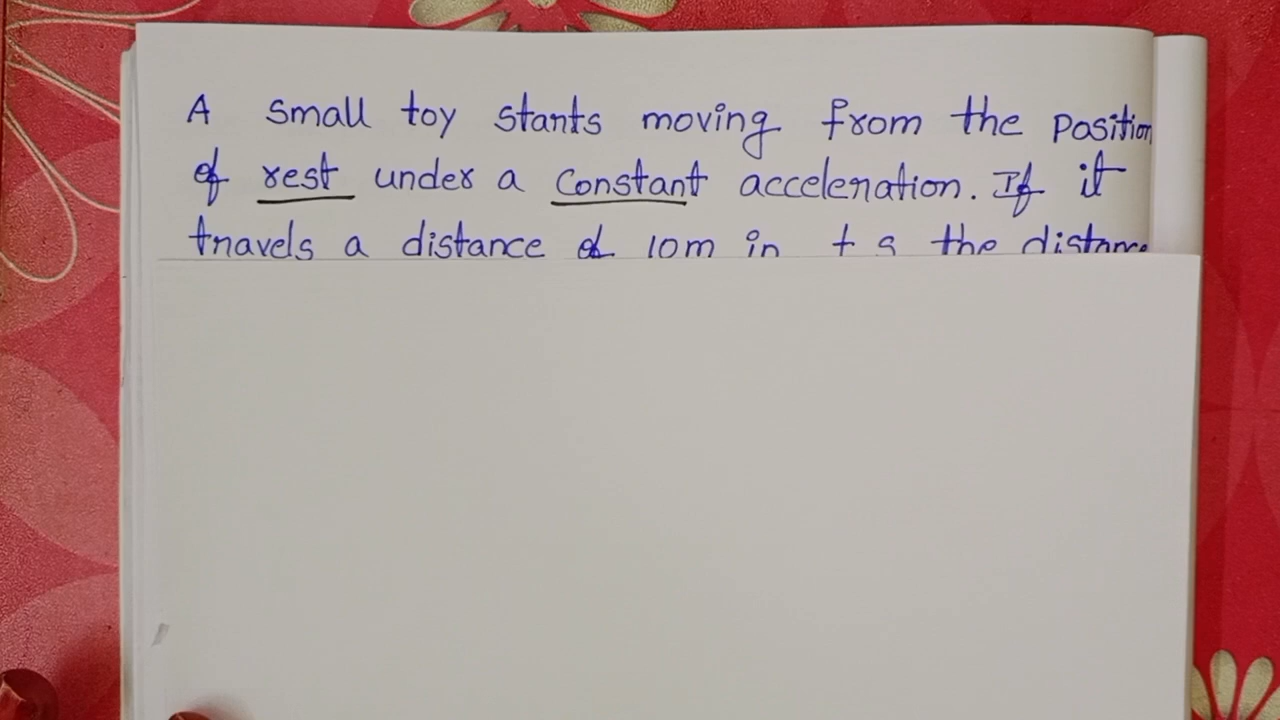 A small toy starts moving from the position
of rest under a constant acceleration. If it
travels a distance of 10m in t s the distance